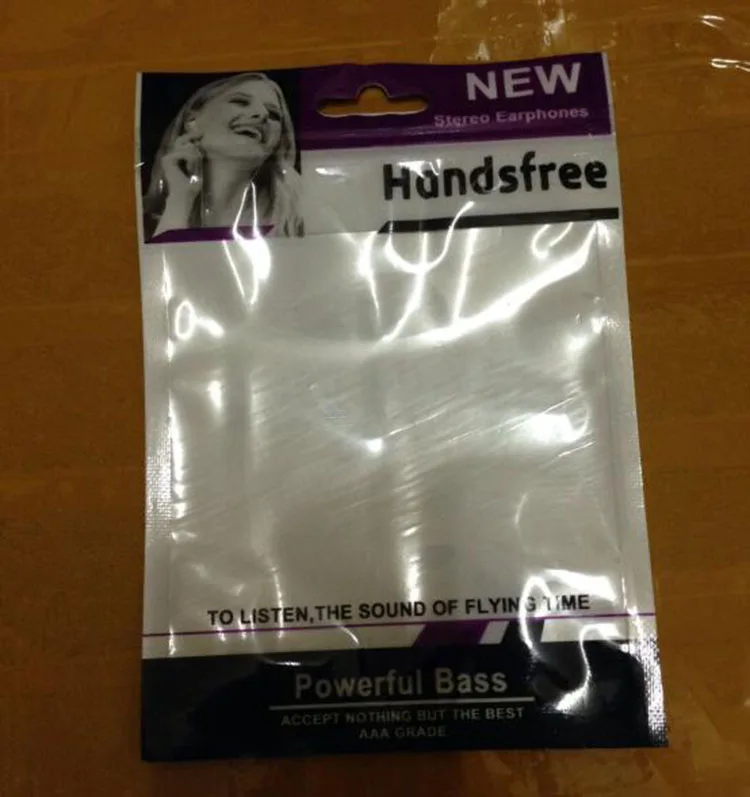 NEW
Stereo Earphones
Handsfree
TO LISTEN,THE SOUND OF FLYING TIME
Powerful Bass
ACCEPT NOTHING BUT THE BEST
AAA GRADE